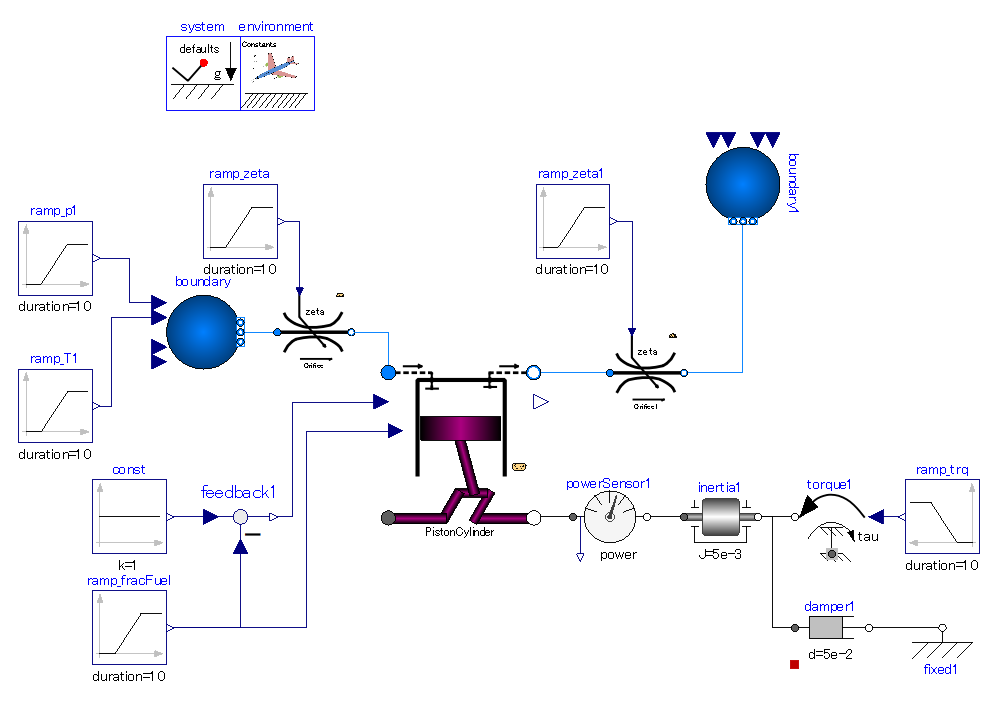 system
environment
defaults
g
Constants
boundary1
ramp_zeta
ramp_zeta1
ramp_p1
duration=10
duration=10
duration=10
boundary
zeta
Orifice
ramp_T1
zeta
Orifice1
duration=10
const
feedback1
k=1
PistonCylinder
powerSensor1
power
inertia1
J=5e-3
torque1
tau
ramp_trq
duration=10
ramp_fracFuel
duration=10
damper1
d=5e-2
fixed1